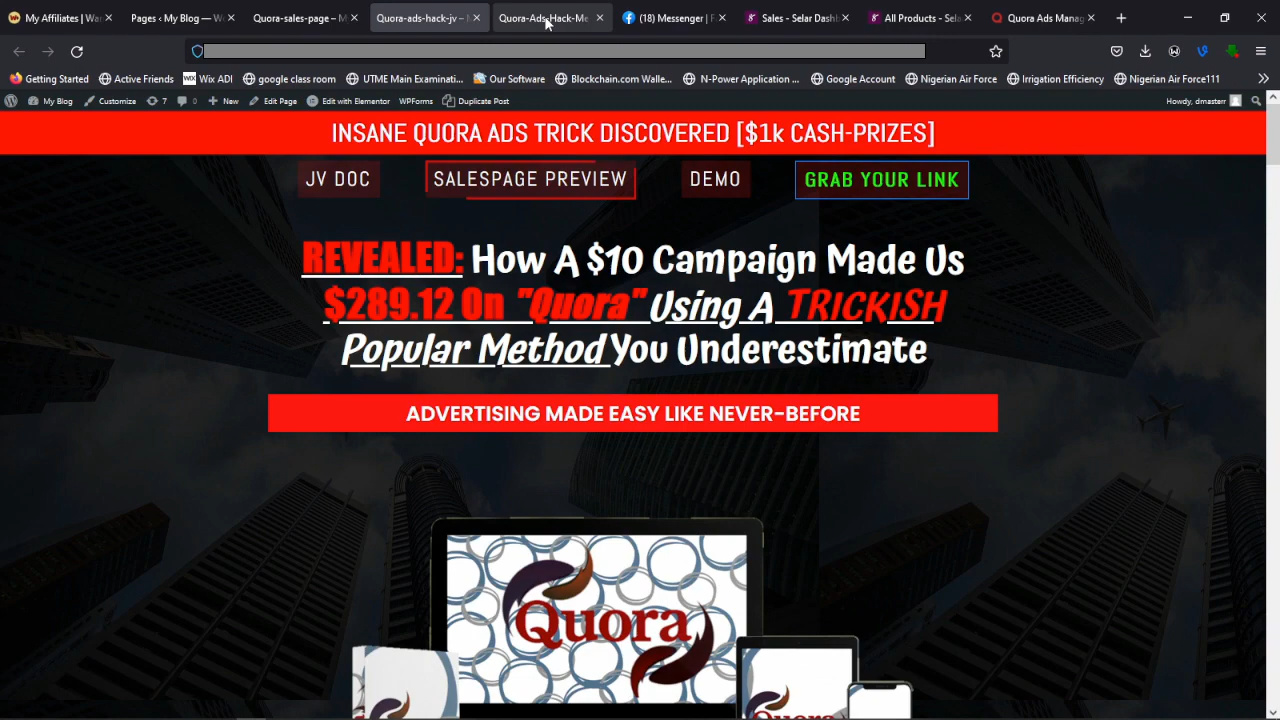 My Affiliates | War
Pages ‹ My Blog — W
Quora-sales-page – M
Quora-ads-hack-jv – M
Quora-Ads-Hack-Me
(18) Messenger | F
Sales - Selar Dashb
All Products - Sela
Quora Ads Manag
Getting Started
Active Friends
WIX Wix ADI
google class room
UTME Main Examinati...
Our Software
Blockchain.com Walle...
N-Power Application ...
Google Account
Nigerian Air Force
Irrigation Efficiency
Nigerian Air Force111
My Blog
Customize
7
0
New
Edit Page
Edit with Elementor
WPForms
Duplicate Post
Howdy, dmaster
INSANE QUORA ADS TRICK DISCOVERED [$1k CASH-PRIZES]
JV DOC
SALESPAGE PREVIEW
DEMO
GRAB YOUR LINK
REVEALED: How A $10 Campaign Made Us
$289.12 On "Quora" Using A TRICKISH
Popular Method You Underestimate
ADVERTISING MADE EASY LIKE NEVER-BEFORE
Quora
Quora